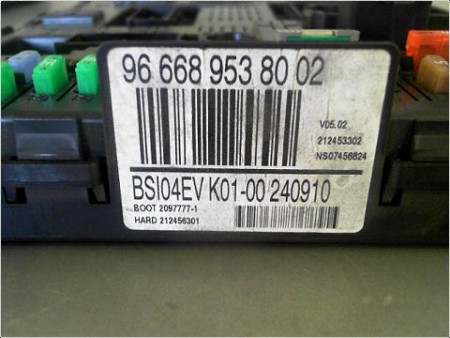 96 668 953 80 02
V05.02
212453302
NS07456824
BSI04EV K01-00 240910
BOOT 2097777-1
HARD 212456301